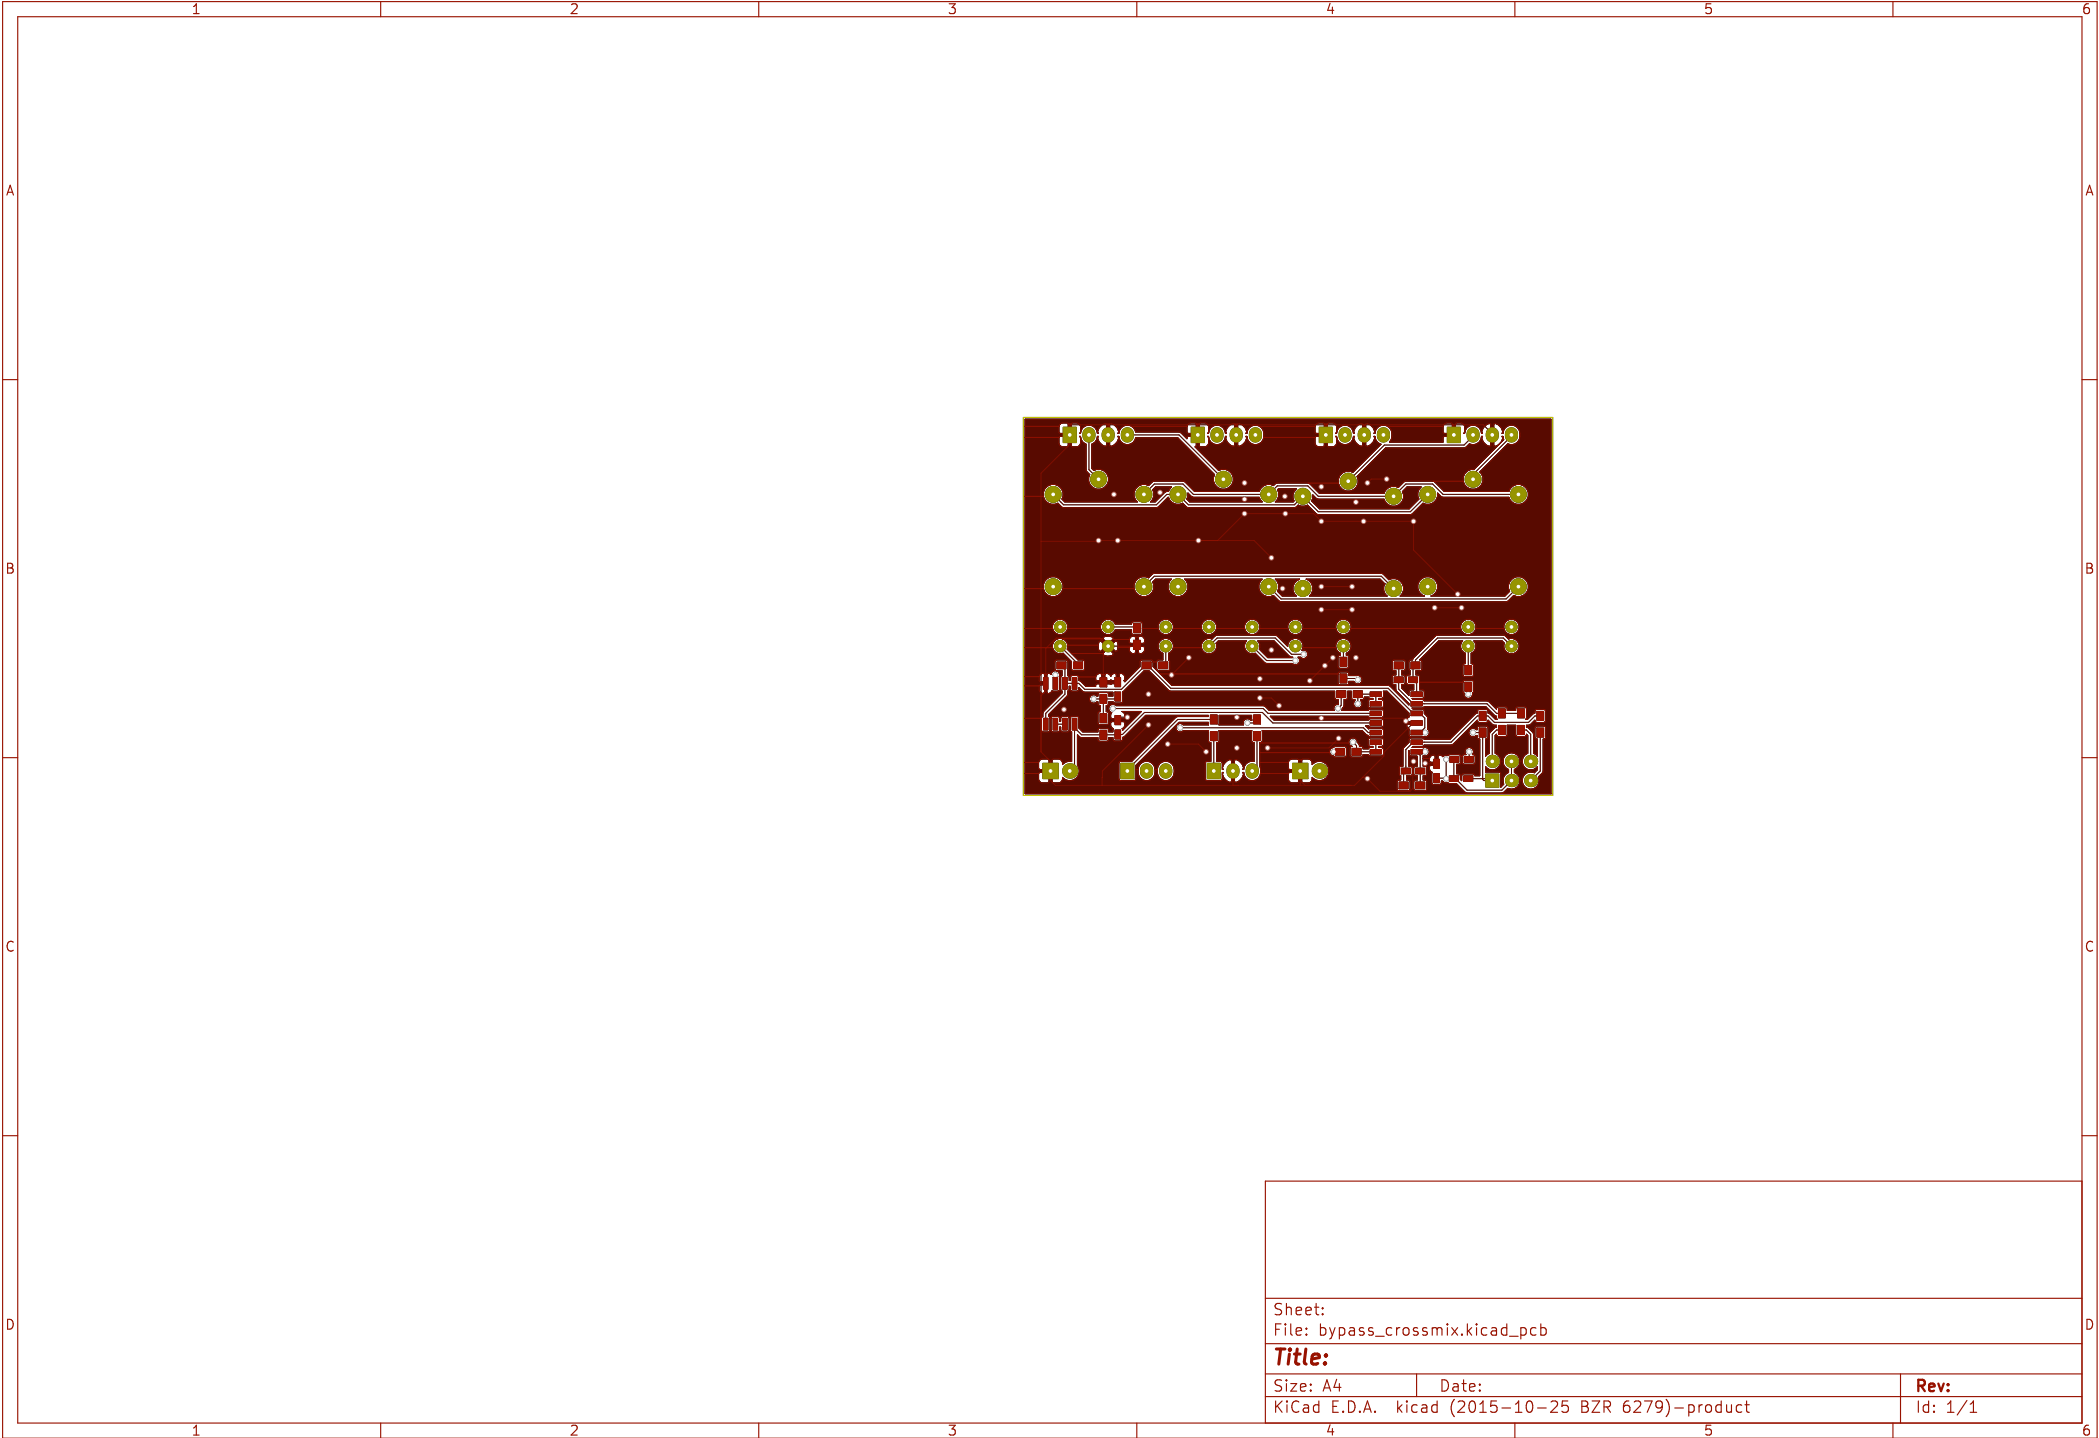 1 2 3 4 5 6
A A
B B
C C
D D
Sheet:
File: bypass_crossmix.kicad_pcb
Title:
Size: A4 Date: Rev:
KiCad E.D.A. kicad (2015-10-25 BZR 6279)-product Id: 1/1
1 2 3 4 5 6